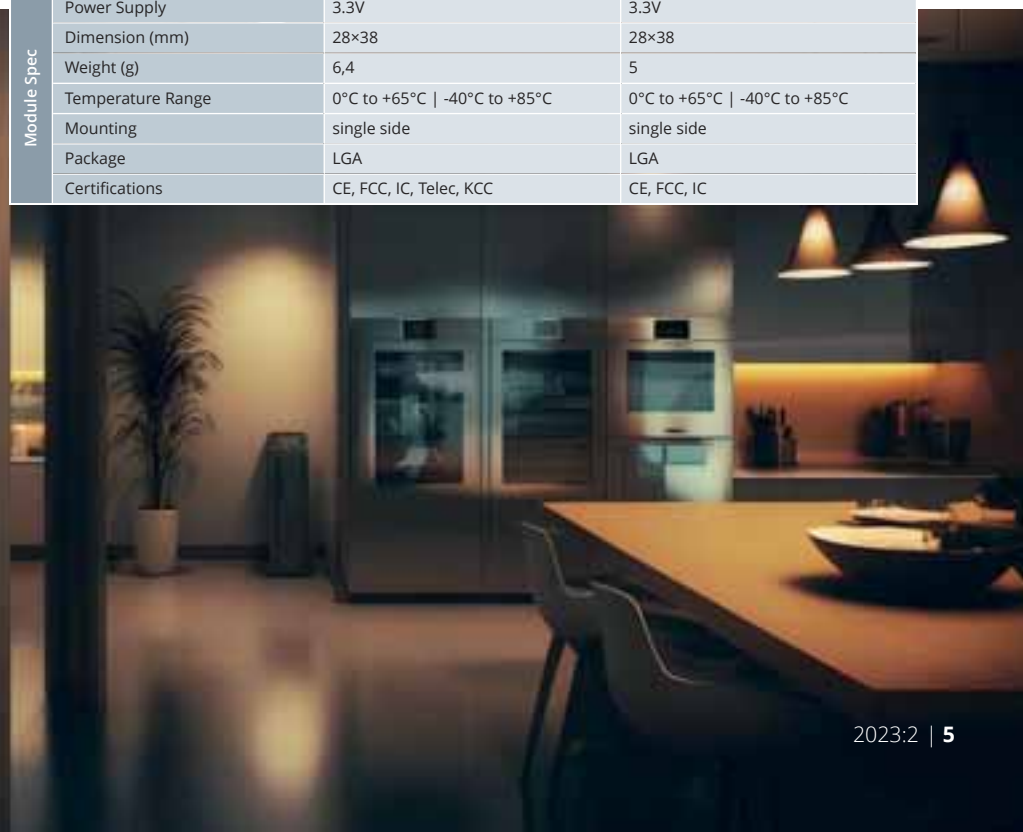 Module Spec
Power Supply 3.3V 3.3V
Dimension (mm) 28×38 28×38
Weight (g) 6,4 5
Temperature Range 0°C to +65°C | -40°C to +85°C 0°C to +65°C | -40°C to +85°C
Mounting single side single side
Package LGA LGA
Certifications CE, FCC, IC, Telec, KCC CE, FCC, IC
2023:2 | 5